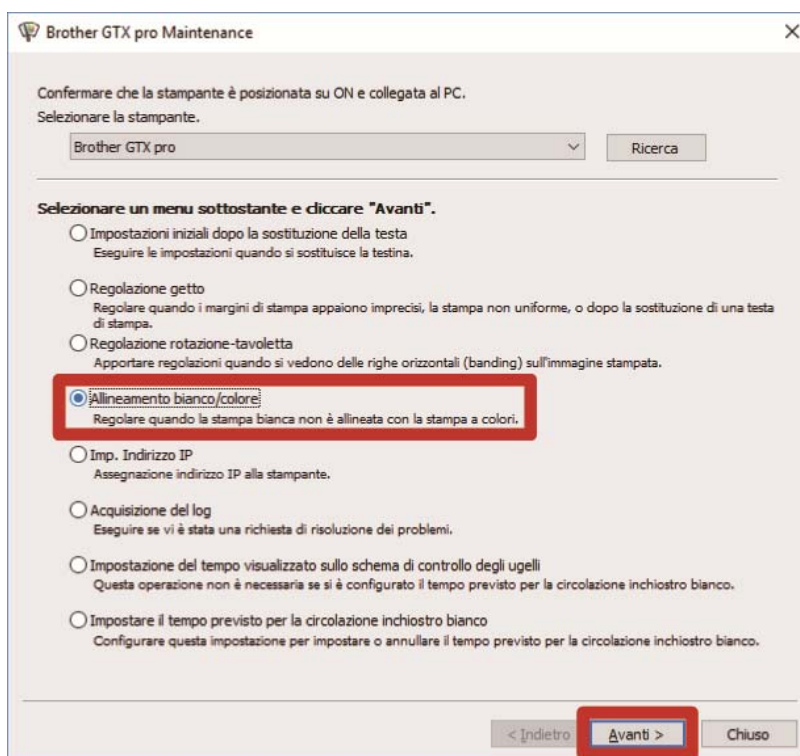 Brother GTX pro Maintenance
Confermare che la stampante è posizionata su ON e collegata al PC.
Selezionare la stampante.
Brother GTX pro
Ricerca
Selezionare un menu sottostante e cliccare "Avanti".
Impostazioni iniziali dopo la sostituzione della testa
Eseguire le impostazioni quando si sostituisce la testina.
Regolazione getto
Regolare quando i margini di stampa appaiono imprecisi, la stampa non uniforme, o dopo la sostituzione di una testa
di stampa.
Regolazione rotazione-tavoletta
Apportare regolazioni quando si vedono delle righe orizzontali (banding) sull'immagine stampata.
Allineamento bianco/colore
Regolare quando la stampa bianca non è allineata con la stampa a colori.
Imp. Indirizzo IP
Assegnazione indirizzo IP alla stampante.
Acquisizione del log
Eseguire se vi è stata una richiesta di risoluzione dei problemi.
Impostazione del tempo visualizzato sullo schema di controllo degli ugelli
Questa operazione non è necessaria se si è configurato il tempo previsto per la circolazione inchiostro bianco.
Impostare il tempo previsto per la circolazione inchiostro bianco
Configurare questa impostazione per impostare o annullare il tempo previsto per la circolazione inchiostro bianco.
< Indietro
Avanti >
Chiuso